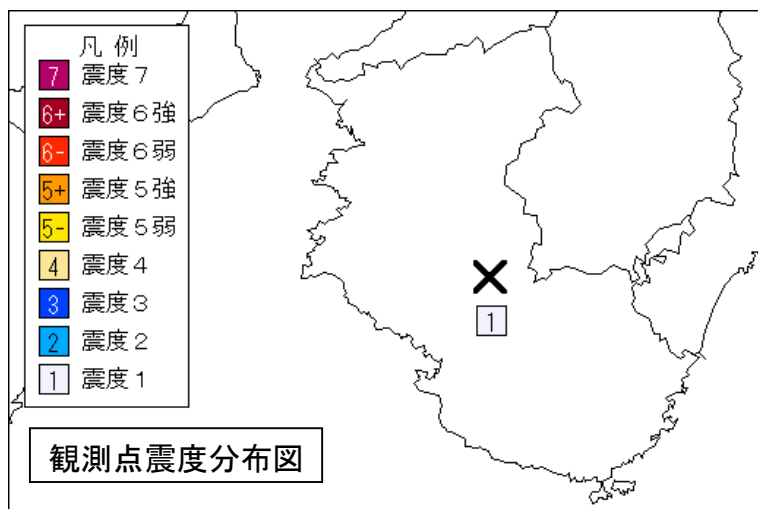 凡 例
7 震度７
6+ 震度６強
6- 震度６弱
5+ 震度５強
5- 震度５弱
4 震度４
3 震度３
2 震度２
1 震度１
1
観測点震度分布図